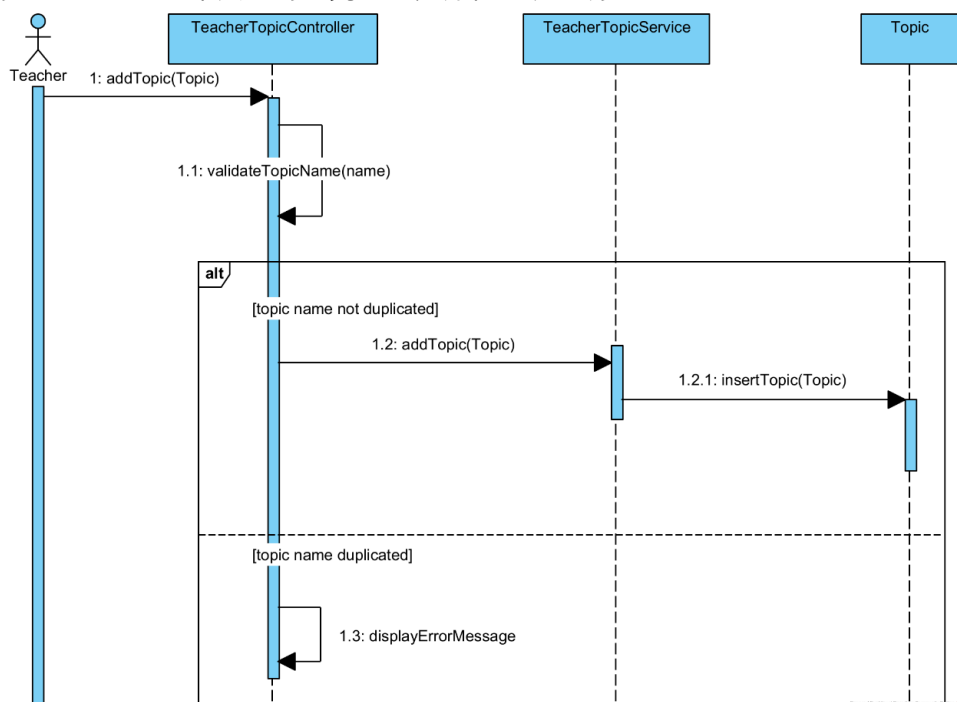 TeacherTopicController
TeacherTopicService
Topic
Teacher
1: addTopic(Topic)
1.1: validateTopicName(name)
alt
[topic name not duplicated]
1.2: addTopic(Topic)
1.2.1: insertTopic(Topic)
[topic name duplicated]
1.3: displayErrorMessage